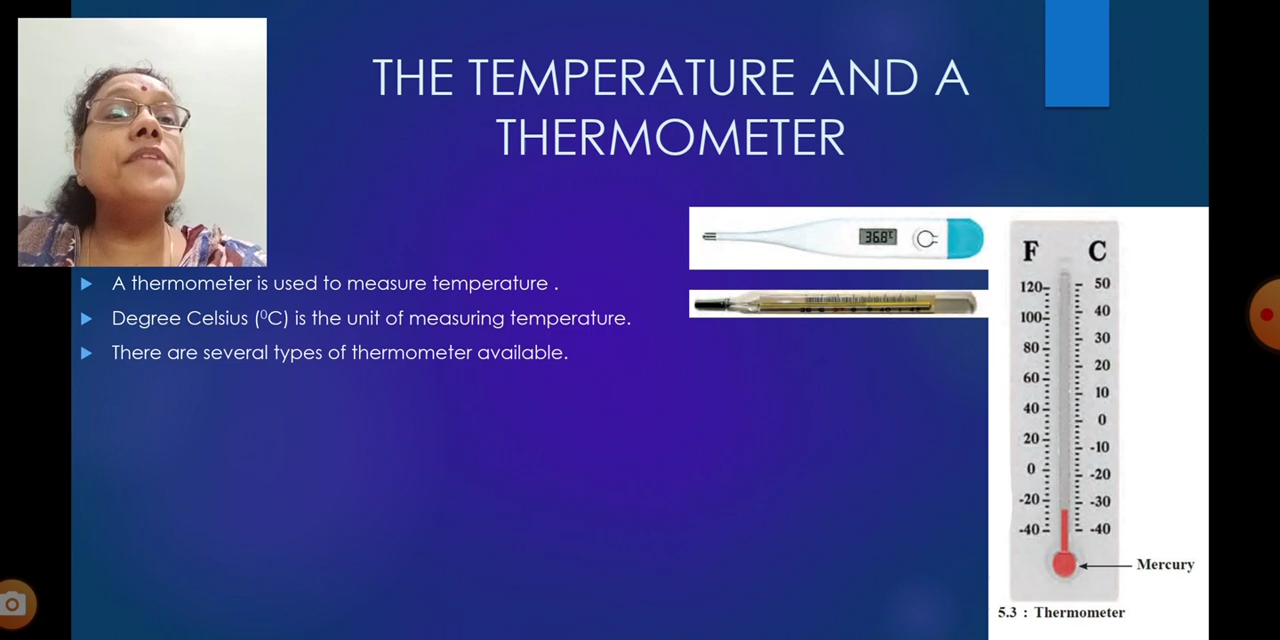 THE TEMPERATURE AND A
THERMOMETER
A thermometer is used to measure temperature .
Degree Celsius (⁰C) is the unit of measuring temperature.
There are several types of thermometer available.
36.8°C
F C
120 50
100 40
80 30
60 20
40 10
20 0
0 -10
-20 -20
-40 -30
-40
Mercury
5.3 : Thermometer